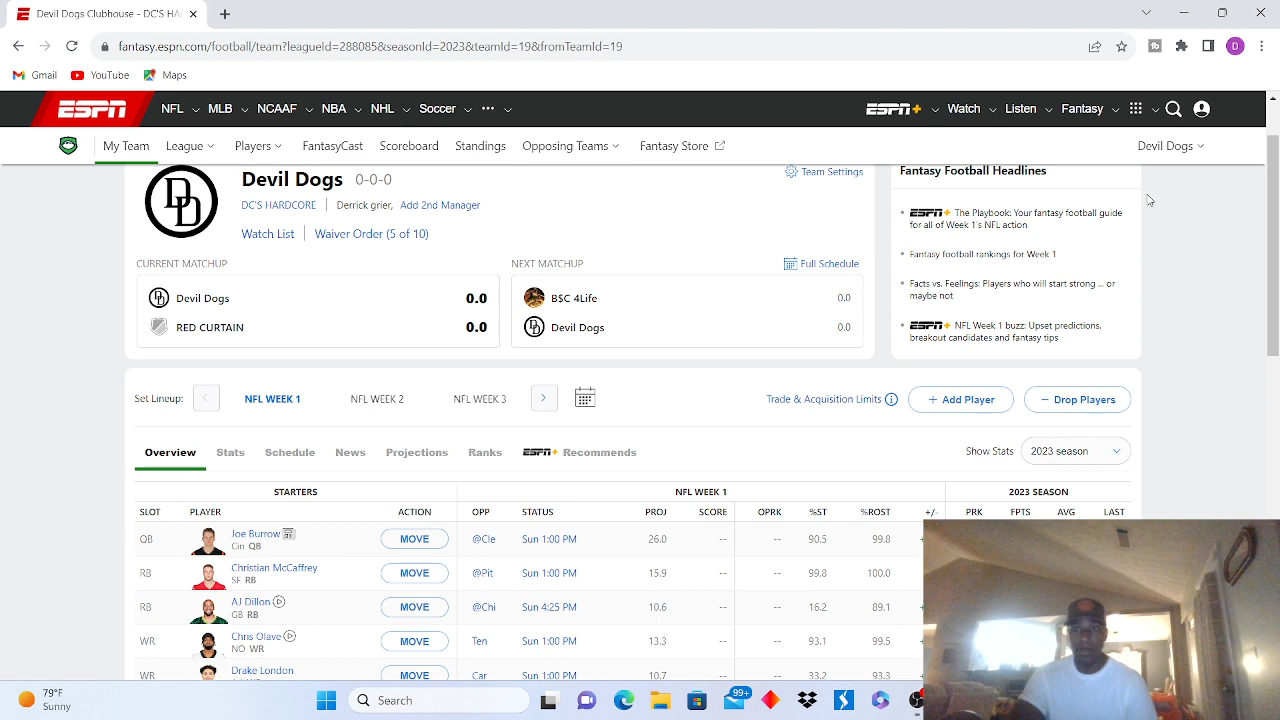 Devil Dogs Clubhouse - DC'S HA
fantasy.espn.com/football/team?leagueId=288085&seasonId=2023&teamId=19&fromTeamId=19
Gmail YouTube Maps
ESPN NFL MLB NCAAF NBA NHL Soccer ••• ESPN+ Watch Listen Fantasy
My Team League Players FantasyCast Scoreboard Standings Opposing Teams Fantasy Store Devil Dogs
Devil Dogs 0-0-0 Team Settings
DC'S HARDCORE Derrick grier, Add 2nd Manager
Watch List Waiver Order (5 of 10)
CURRENT MATCHUP
Devil Dogs 0.0
RED CURTAIN 0.0
NEXT MATCHUP Full Schedule
B$C 4Life 0.0
Devil Dogs 0.0
Fantasy Football Headlines
ESPN+ The Playbook: Your fantasy football guide
for all of Week 1's NFL action
Fantasy football rankings for Week 1
Facts vs. Feelings: Players who will start strong ... or
maybe not
ESPN+ NFL Week 1 buzz: Upset predictions,
breakout candidates and fantasy tips
Set Lineup: NFL WEEK 1 NFL WEEK 2 NFL WEEK 3 Trade & Acquisition Limits + Add Player − Drop Players
Overview Stats Schedule News Projections Ranks ESPN+ Recommends Show Stats 2023 season
STARTERS NFL WEEK 1 2023 SEASON
SLOT PLAYER ACTION OPP STATUS PROJ SCORE OPRK %ST %ROST +/- PRK FPTS AVG LAST
QB Joe Burrow Cin QB MOVE @Cle Sun 1:00 PM 26.0 -- -- 90.5 99.8
RB Christian McCaffrey SF RB MOVE @Pit Sun 1:00 PM 15.9 -- -- 99.8 100.0
RB AJ Dillon GB RB MOVE @Chi Sun 4:25 PM 10.6 -- -- 16.2 89.1
WR Chris Olave NO WR MOVE Ten Sun 1:00 PM 13.3 -- -- 93.1 99.5
WR Drake London MOVE Car Sun 1:00 PM 10.7 -- -- 33.2 93.3
79°F
Sunny
Search
99+